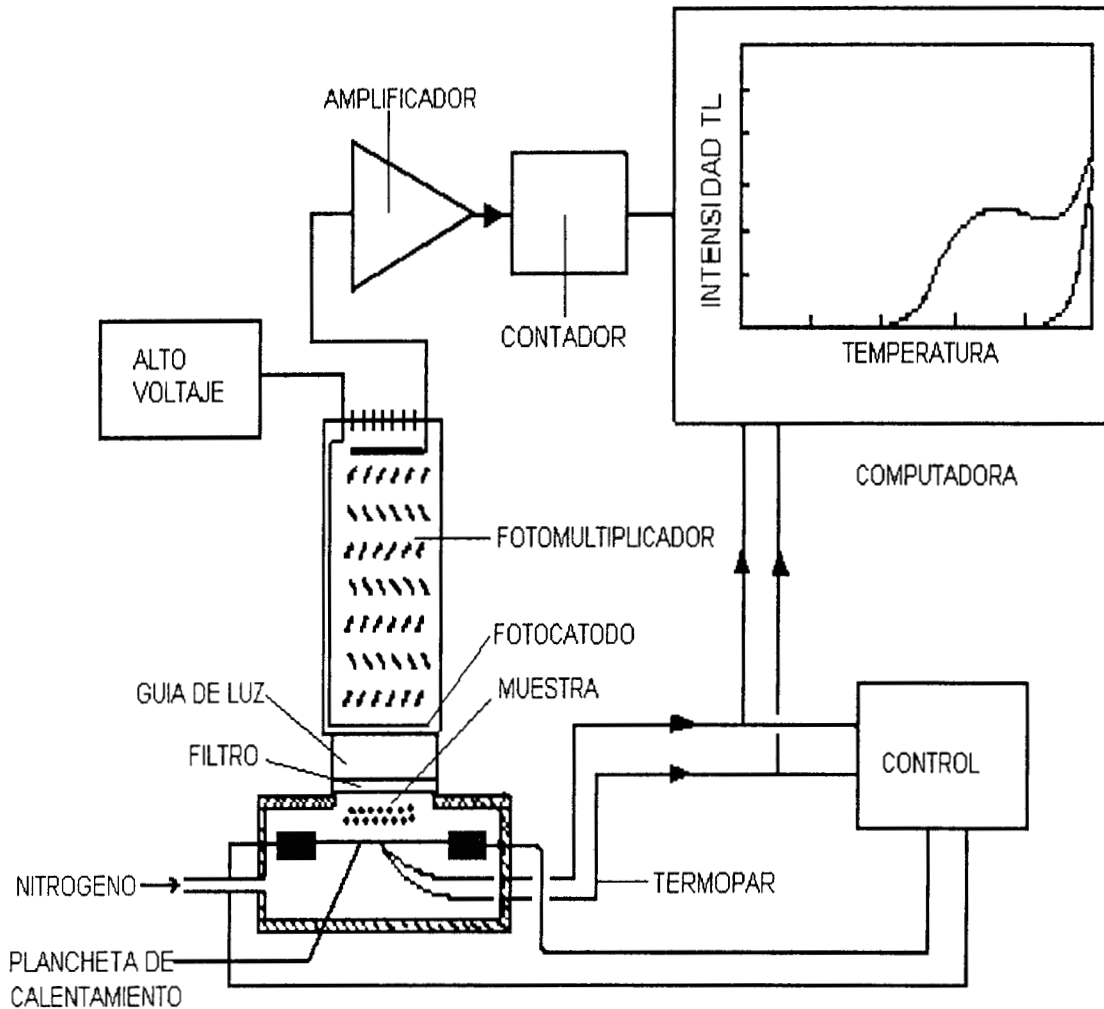 AMPLIFICADOR
INTENSIDAD TL
TEMPERATURA
CONTADOR
ALTO
VOLTAJE
COMPUTADORA
FOTOMULTIPLICADOR
FOTOCATODO
GUIA DE LUZ
MUESTRA
FILTRO
CONTROL
NITROGENO
TERMOPAR
PLANCHETA DE
CALENTAMIENTO